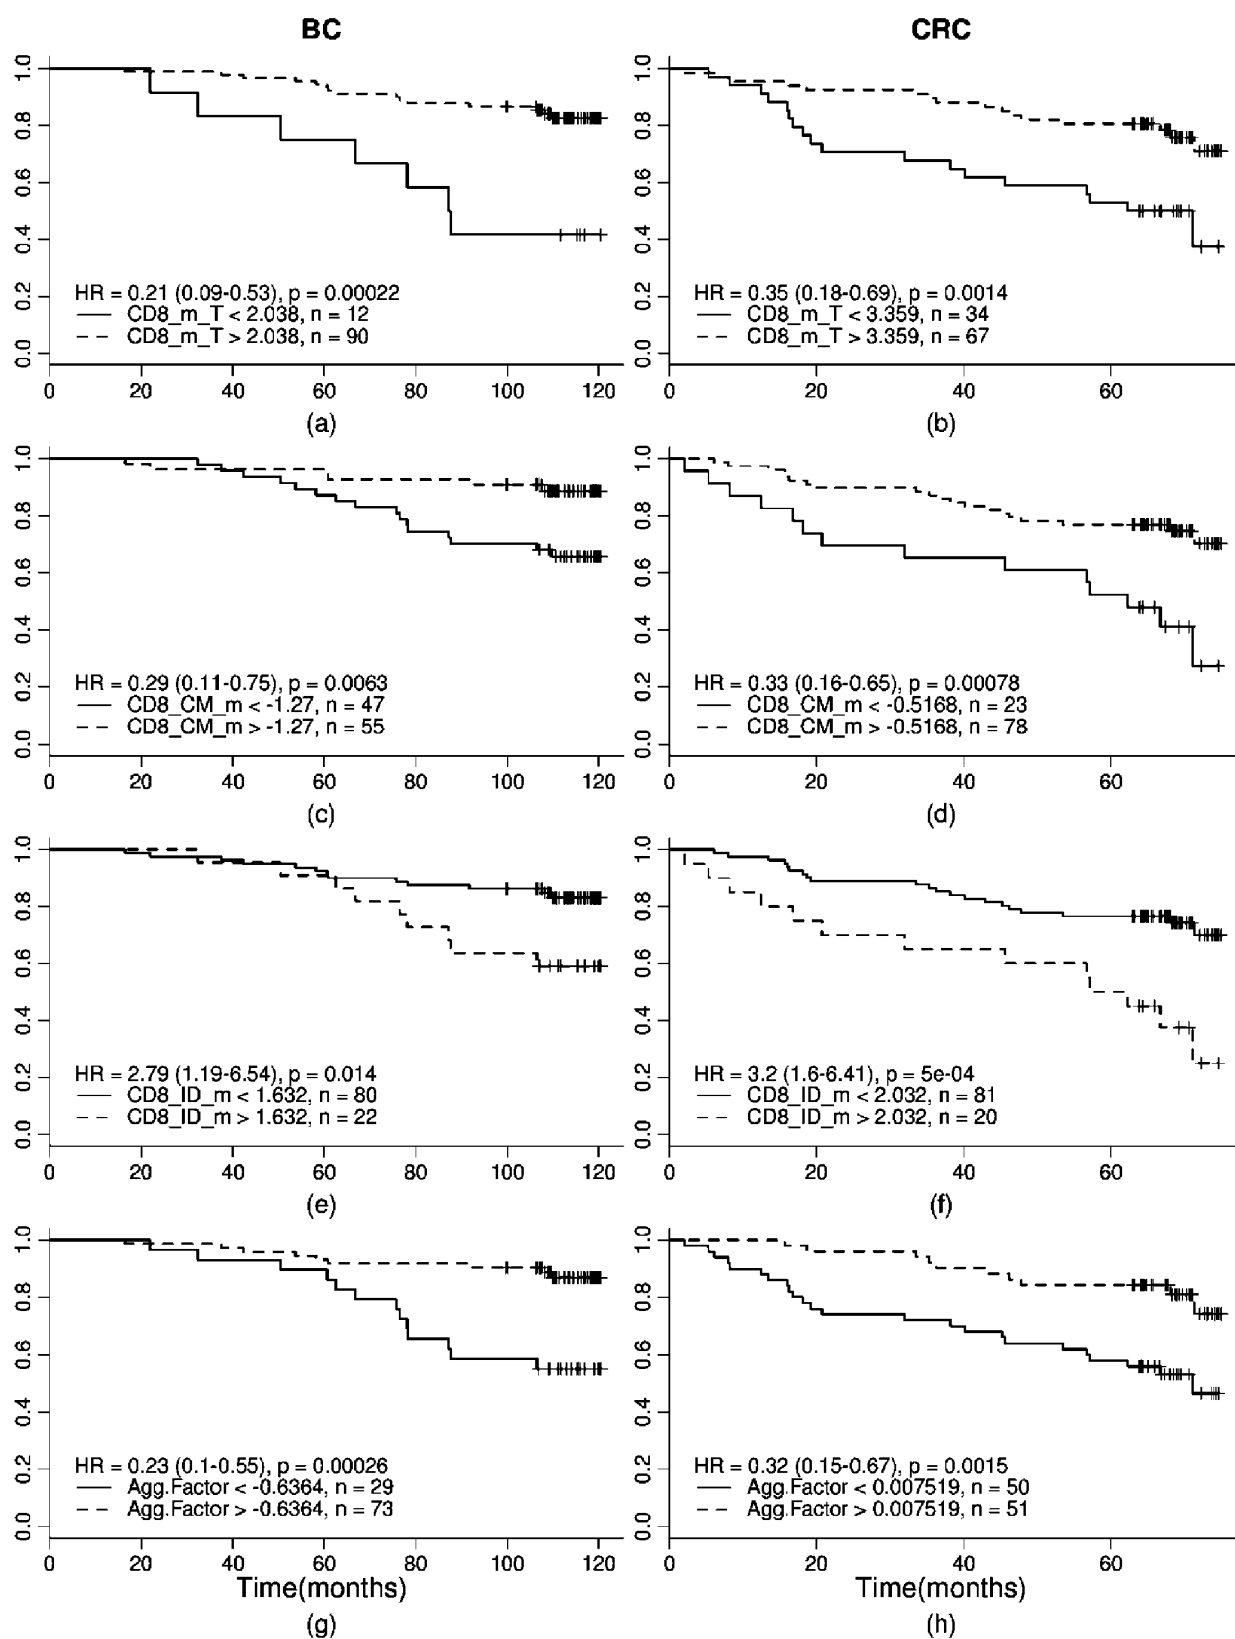 BC
CRC
1.0
0.8
0.6
0.4
0.2
0.0
HR = 0.21 (0.09-0.53), p = 0.00022
CD8_m_T < 2.038, n = 12
CD8_m_T > 2.038, n = 90
0 20 40 60 80 100 120
(a)
1.0
0.8
0.6
0.4
0.2
0.0
HR = 0.35 (0.18-0.69), p = 0.0014
CD8_m_T < 3.359, n = 34
CD8_m_T > 3.359, n = 67
0 20 40 60
(b)
1.0
0.8
0.6
0.4
0.2
0.0
HR = 0.29 (0.11-0.75), p = 0.0063
CD8_CM_m < -1.27, n = 47
CD8_CM_m > -1.27, n = 55
0 20 40 60 80 100 120
(c)
1.0
0.8
0.6
0.4
0.2
0.0
HR = 0.33 (0.16-0.65), p = 0.00078
CD8_CM_m < -0.5168, n = 23
CD8_CM_m > -0.5168, n = 78
0 20 40 60
(d)
1.0
0.8
0.6
0.4
0.2
0.0
HR = 2.79 (1.19-6.54), p = 0.014
CD8_ID_m < 1.632, n = 80
CD8_ID_m > 1.632, n = 22
0 20 40 60 80 100 120
(e)
1.0
0.8
0.6
0.4
0.2
0.0
HR = 3.2 (1.6-6.41), p = 5e-04
CD8_ID_m < 2.032, n = 81
CD8_ID_m > 2.032, n = 20
0 20 40 60
(f)
1.0
0.8
0.6
0.4
0.2
0.0
HR = 0.23 (0.1-0.55), p = 0.00026
Agg.Factor < -0.6364, n = 29
Agg.Factor > -0.6364, n = 73
0 20 40 60 80 100 120
Time(months)
(g)
1.0
0.8
0.6
0.4
0.2
0.0
HR = 0.32 (0.15-0.67), p = 0.0015
Agg.Factor < 0.007519, n = 50
Agg.Factor > 0.007519, n = 51
0 20 40 60
Time(months)
(h)